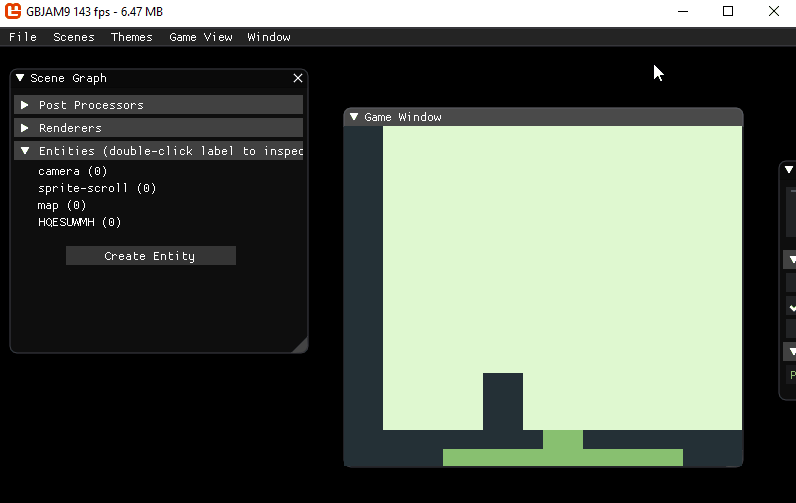 GBJAM9 143 fps - 6.47 MB
File Scenes Themes Game View Window
Scene Graph
Post Processors
Renderers
Entities (double-click label to inspec
camera (0)
sprite-scroll (0)
map (0)
HQESUWMH (0)
Create Entity
Game Window
P